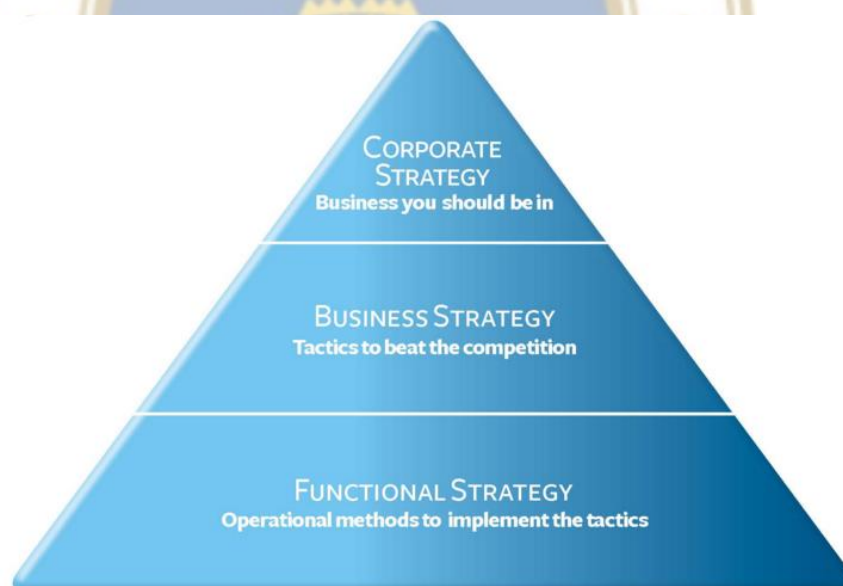 CORPORATE
STRATEGY
Business you should be in
BUSINESS STRATEGY
Tactics to beat the competition
FUNCTIONAL STRATEGY
Operational methods to implement the tactics